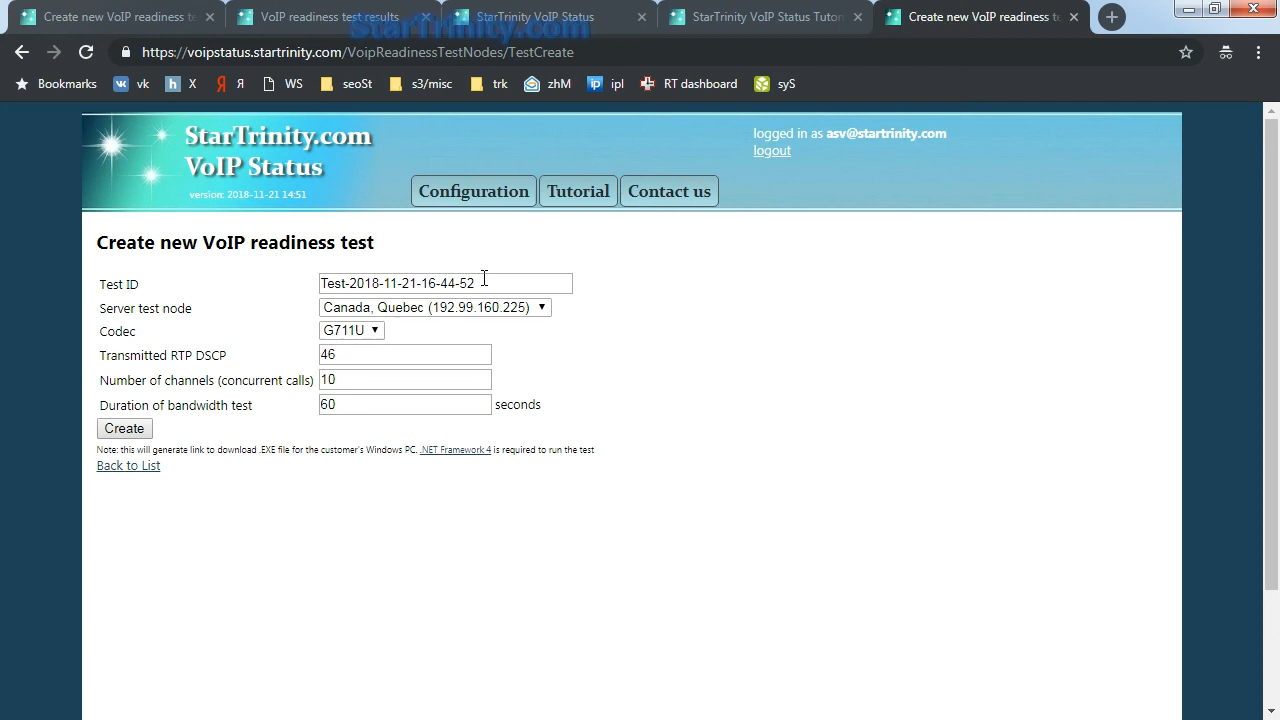 Create new VoIP readiness te
VoIP readiness test results
StarTrinity VoIP Status
StarTrinity VoIP Status Tutori
Create new VoIP readiness te
StarTrinity.com
https://voipstatus.startrinity.com/VoipReadinessTestNodes/TestCreate
Bookmarks vk X Я WS seoSt s3/misc trk zhM ipl RT dashboard syS
StarTrinity.com
VoIP Status
version: 2018-11-21 14:51
logged in as asv@startrinity.com
logout
Configuration Tutorial Contact us
Create new VoIP readiness test
Test ID Test-2018-11-21-16-44-52
Server test node Canada, Quebec (192.99.160.225)
Codec G711U
Transmitted RTP DSCP 46
Number of channels (concurrent calls) 10
Duration of bandwidth test 60 seconds
Create
Note: this will generate link to download .EXE file for the customer's Windows PC. .NET Framework 4 is required to run the test
Back to List